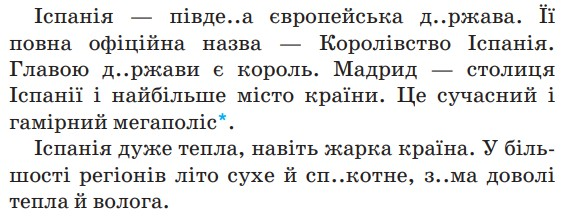 Іспанія — півде..а європейська д..ржава. Її
повна офіційна назва — Королівство Іспанія.
Главою д..ржави є король. Мадрид — столиця
Іспанії і найбільше місто країни. Це сучасний і
гамірний мегаполіс*.
Іспанія дуже тепла, навіть жарка країна. У біль-
шості регіонів літо сухе й сп..котне, з..ма доволі
тепла й волога.